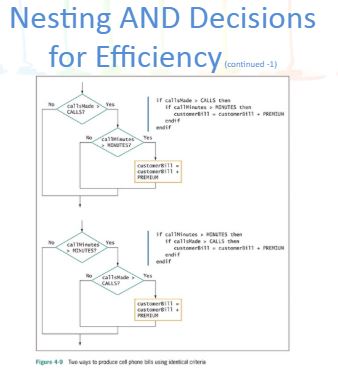 Nesting AND Decisions
for Efficiency (continued -1)
No
callsMade >
CALLS?
Yes
No
callMinutes
> MINUTES?
Yes
customerBill =
customerBill +
PREMIUM
if callsMade > CALLS then
if callMinutes > MINUTES then
customerBill = customerBill + PREMIUM
endif
endif
No
callMinutes
> MINUTES?
Yes
No
callsMade >
CALLS?
Yes
customerBill =
customerBill +
PREMIUM
if callMinutes > MINUTES then
if callsMade > CALLS then
customerBill = customerBill + PREMIUM
endif
endif
Figure 4-9 Two ways to produce cell phone bills using identical criteria